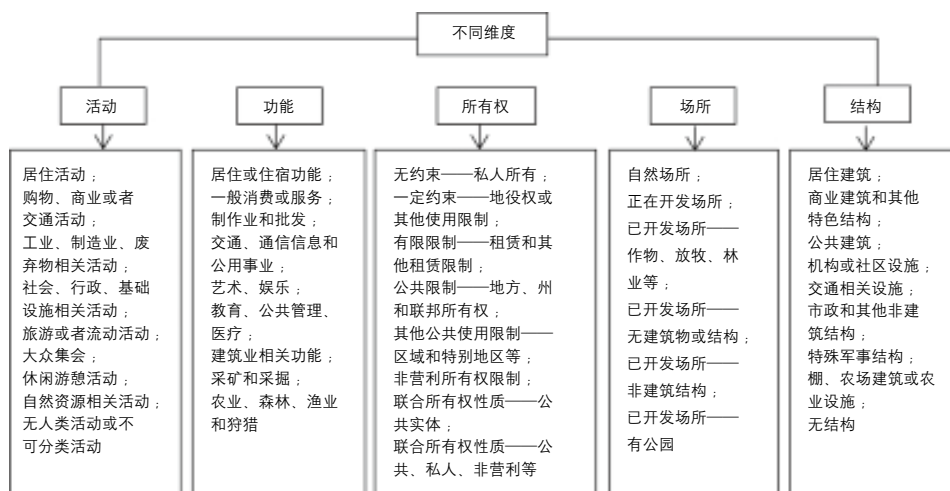 不同维度
活动
功能
所有权
场所
结构
居住活动；
购物、商业或者
交通活动；
工业、制造业、废
弃物相关活动；
社会、行政、基础
设施相关活动；
旅游或者流动活动；
大众集会；
休闲游憩活动；
自然资源相关活动；
无人类活动或不
可分类活动
居住或住宿功能；
一般消费或服务；
制作业和批发；
交通、通信信息和
公用事业；
艺术、娱乐；
教育、公共管理、
医疗；
建筑业相关功能；
采矿和采掘；
农业、森林、渔业
和狩猎
无约束——私人所有；
一定约束——地役权或
其他使用限制；
有限限制——租赁和其
他租赁限制；
公共限制——地方、州
和联邦所有权；
其他公共使用限制——
区域和特别地区等；
非营利所有权限制；
联合所有权性质——公
共实体；
联合所有权性质——公
共、私人、非营利等
自然场所；
正在开发场所；
已开发场所——
作物、放牧、林
业等；
已开发场所——
无建筑物或结构；
已开发场所——
非建筑结构；
已开发场所——
有公园
居住建筑；
商业建筑和其他
特色结构；
公共建筑；
机构或社区设施；
交通相关设施；
市政和其他非建
筑结构；
特殊军事结构；
棚、农场建筑或农
业设施；
无结构